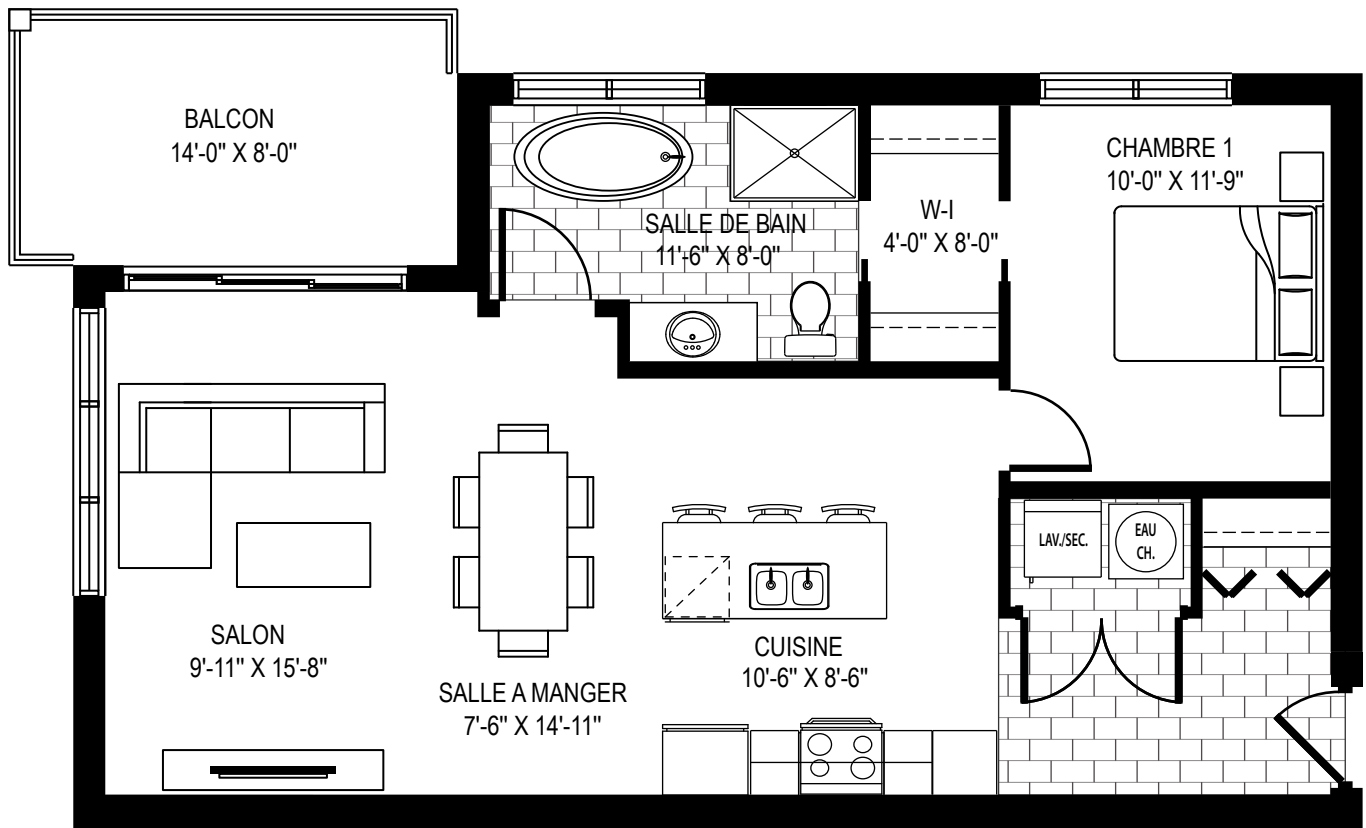 BALCON
14'-0" X 8'-0"
CHAMBRE 1
10'-0" X 11'-9"
W-I
4'-0" X 8'-0"
SALLE DE BAIN
11'-6" X 8'-0"
LAV./SEC.
EAU
CH.
SALON
9'-11" X 15'-8"
CUISINE
10'-6" X 8'-6"
SALLE A MANGER
7'-6" X 14'-11"